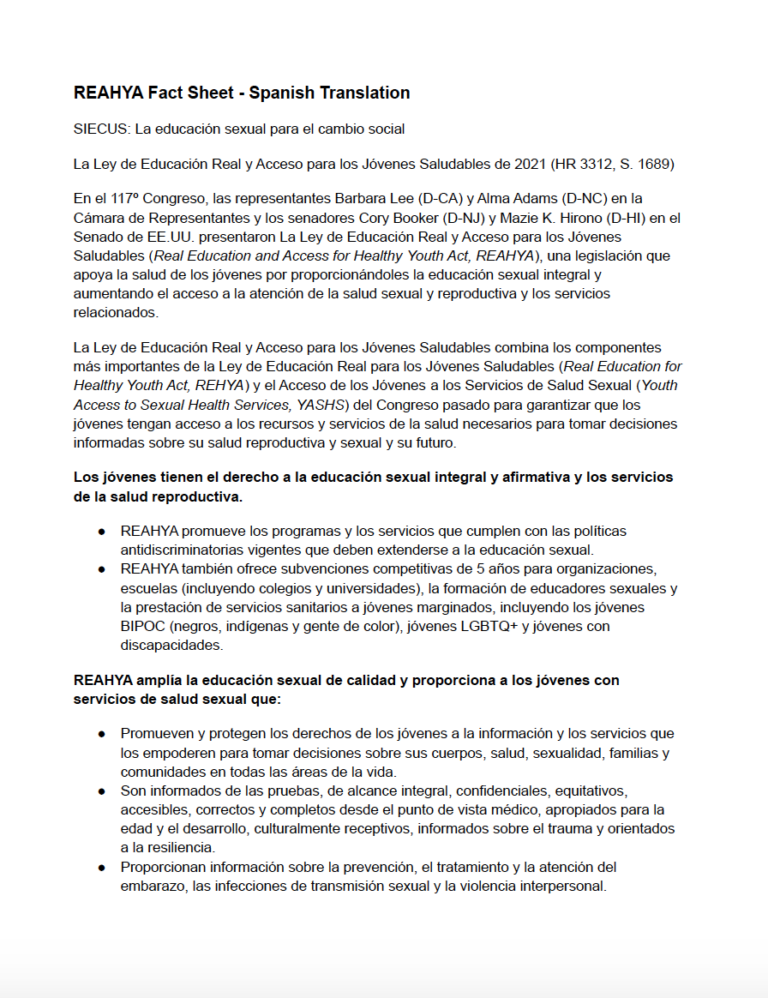 REAHYA Fact Sheet - Spanish Translation
SIECUS: La educación sexual para el cambio social
La Ley de Educación Real y Acceso para los Jóvenes Saludables de 2021 (HR 3312, S. 1689)
En el 117º Congreso, las representantes Barbara Lee (D-CA) y Alma Adams (D-NC) en la
Cámara de Representantes y los senadores Cory Booker (D-NJ) y Mazie K. Hirono (D-HI) en el
Senado de EE.UU. presentaron La Ley de Educación Real y Acceso para los Jóvenes
Saludables (Real Education and Access for Healthy Youth Act, REAHYA), una legislación que
apoya la salud de los jóvenes por proporcionándoles la educación sexual integral y
aumentando el acceso a la atención de la salud sexual y reproductiva y los servicios
relacionados.
La Ley de Educación Real y Acceso para los Jóvenes Saludables combina los componentes
más importantes de la Ley de Educación Real para los Jóvenes Saludables (Real Education for
Healthy Youth Act, REHYA) y el Acceso de los Jóvenes a los Servicios de Salud Sexual (Youth
Access to Sexual Health Services, YASHS) del Congreso pasado para garantizar que los
jóvenes tengan acceso a los recursos y servicios de la salud necesarios para tomar decisiones
informadas sobre su salud reproductiva y sexual y su futuro.
Los jóvenes tienen el derecho a la educación sexual integral y afirmativa y los servicios
de la salud reproductiva.
● REAHYA promueve los programas y los servicios que cumplen con las políticas
antidiscriminatorias vigentes que deben extenderse a la educación sexual.
● REAHYA también ofrece subvenciones competitivas de 5 años para organizaciones,
escuelas (incluyendo colegios y universidades), la formación de educadores sexuales y
la prestación de servicios sanitarios a jóvenes marginados, incluyendo los jóvenes
BIPOC (negros, indígenas y gente de color), jóvenes LGBTQ+ y jóvenes con
discapacidades.
REAHYA amplía la educación sexual de calidad y proporciona a los jóvenes con
servicios de salud sexual que:
● Promueven y protegen los derechos de los jóvenes a la información y los servicios que
los empoderen para tomar decisiones sobre sus cuerpos, salud, sexualidad, familias y
comunidades en todas las áreas de la vida.
● Son informados de las pruebas, de alcance integral, confidenciales, equitativos,
accesibles, correctos y completos desde el punto de vista médico, apropiados para la
edad y el desarrollo, culturalmente receptivos, informados sobre el trauma y orientados
a la resiliencia.
● Proporcionan información sobre la prevención, el tratamiento y la atención del
embarazo, las infecciones de transmisión sexual y la violencia interpersonal.